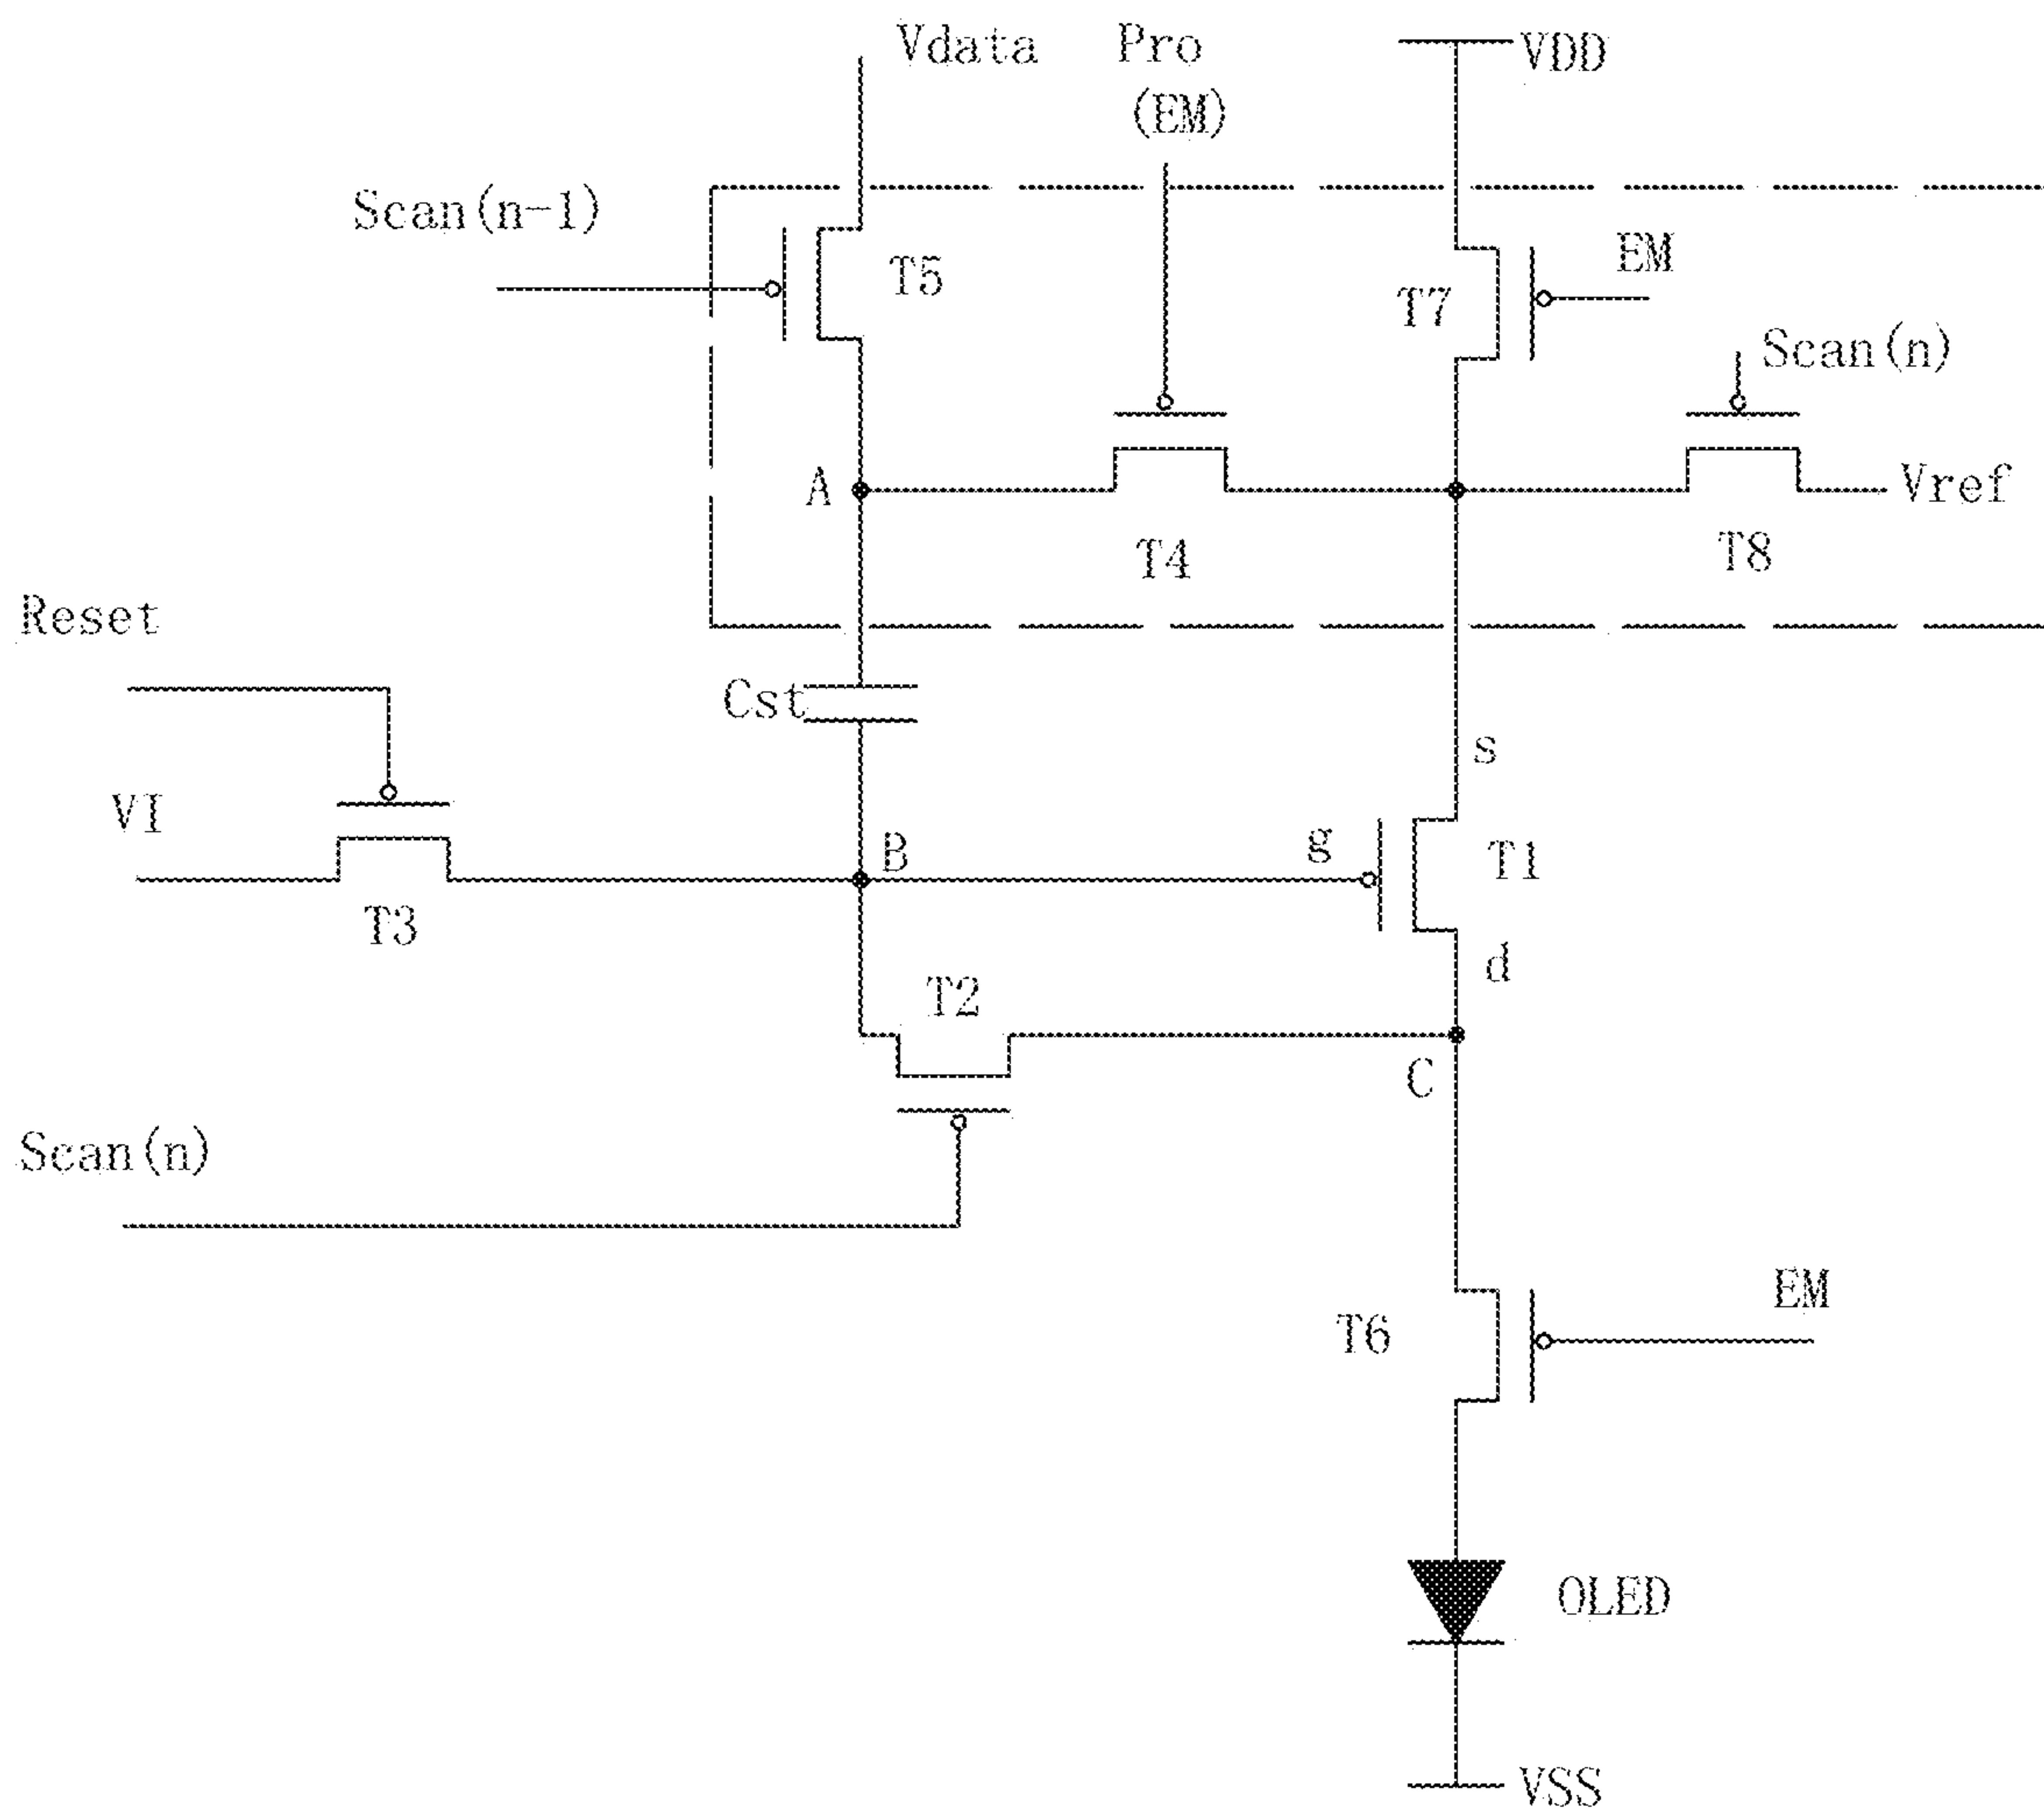 Vdata
Pro
(EM)
VDD
Scan(n-1)
T5
EM
T7
Scan(n)
A
Vref
T4
T8
Reset
Cst
s
VI
B
g
T1
T3
d
T2
C
Scan(n)
EM
T6
OLED
VSS